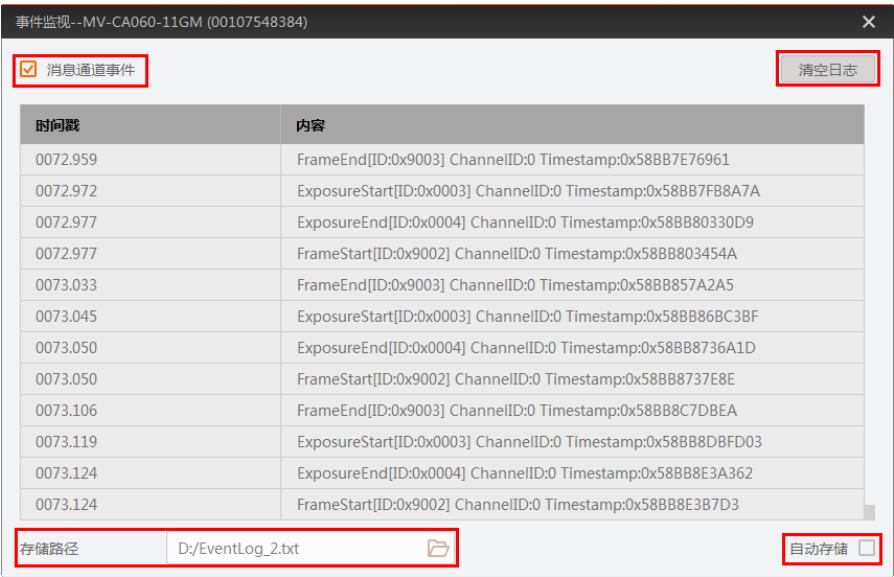 事件监视--MV-CA060-11GM (00107548384)
消息通道事件 清空日志
时间戳 内容
0072.959 FrameEnd[ID:0x9003] ChannelID:0 Timestamp:0x58BB7E76961
0072.972 ExposureStart[ID:0x0003] ChannelID:0 Timestamp:0x58BB7FB8A7A
0072.977 ExposureEnd[ID:0x0004] ChannelID:0 Timestamp:0x58BB80330D9
0072.977 FrameStart[ID:0x9002] ChannelID:0 Timestamp:0x58BB803454A
0073.033 FrameEnd[ID:0x9003] ChannelID:0 Timestamp:0x58BB857A2A5
0073.045 ExposureStart[ID:0x0003] ChannelID:0 Timestamp:0x58BB86BC3BF
0073.050 ExposureEnd[ID:0x0004] ChannelID:0 Timestamp:0x58BB8736A1D
0073.050 FrameStart[ID:0x9002] ChannelID:0 Timestamp:0x58BB8737E8E
0073.106 FrameEnd[ID:0x9003] ChannelID:0 Timestamp:0x58BB8C7DBEA
0073.119 ExposureStart[ID:0x0003] ChannelID:0 Timestamp:0x58BB8DBFD03
0073.124 ExposureEnd[ID:0x0004] ChannelID:0 Timestamp:0x58BB8E3A362
0073.124 FrameStart[ID:0x9002] ChannelID:0 Timestamp:0x58BB8E3B7D3
存储路径 D:/EventLog_2.txt 自动存储